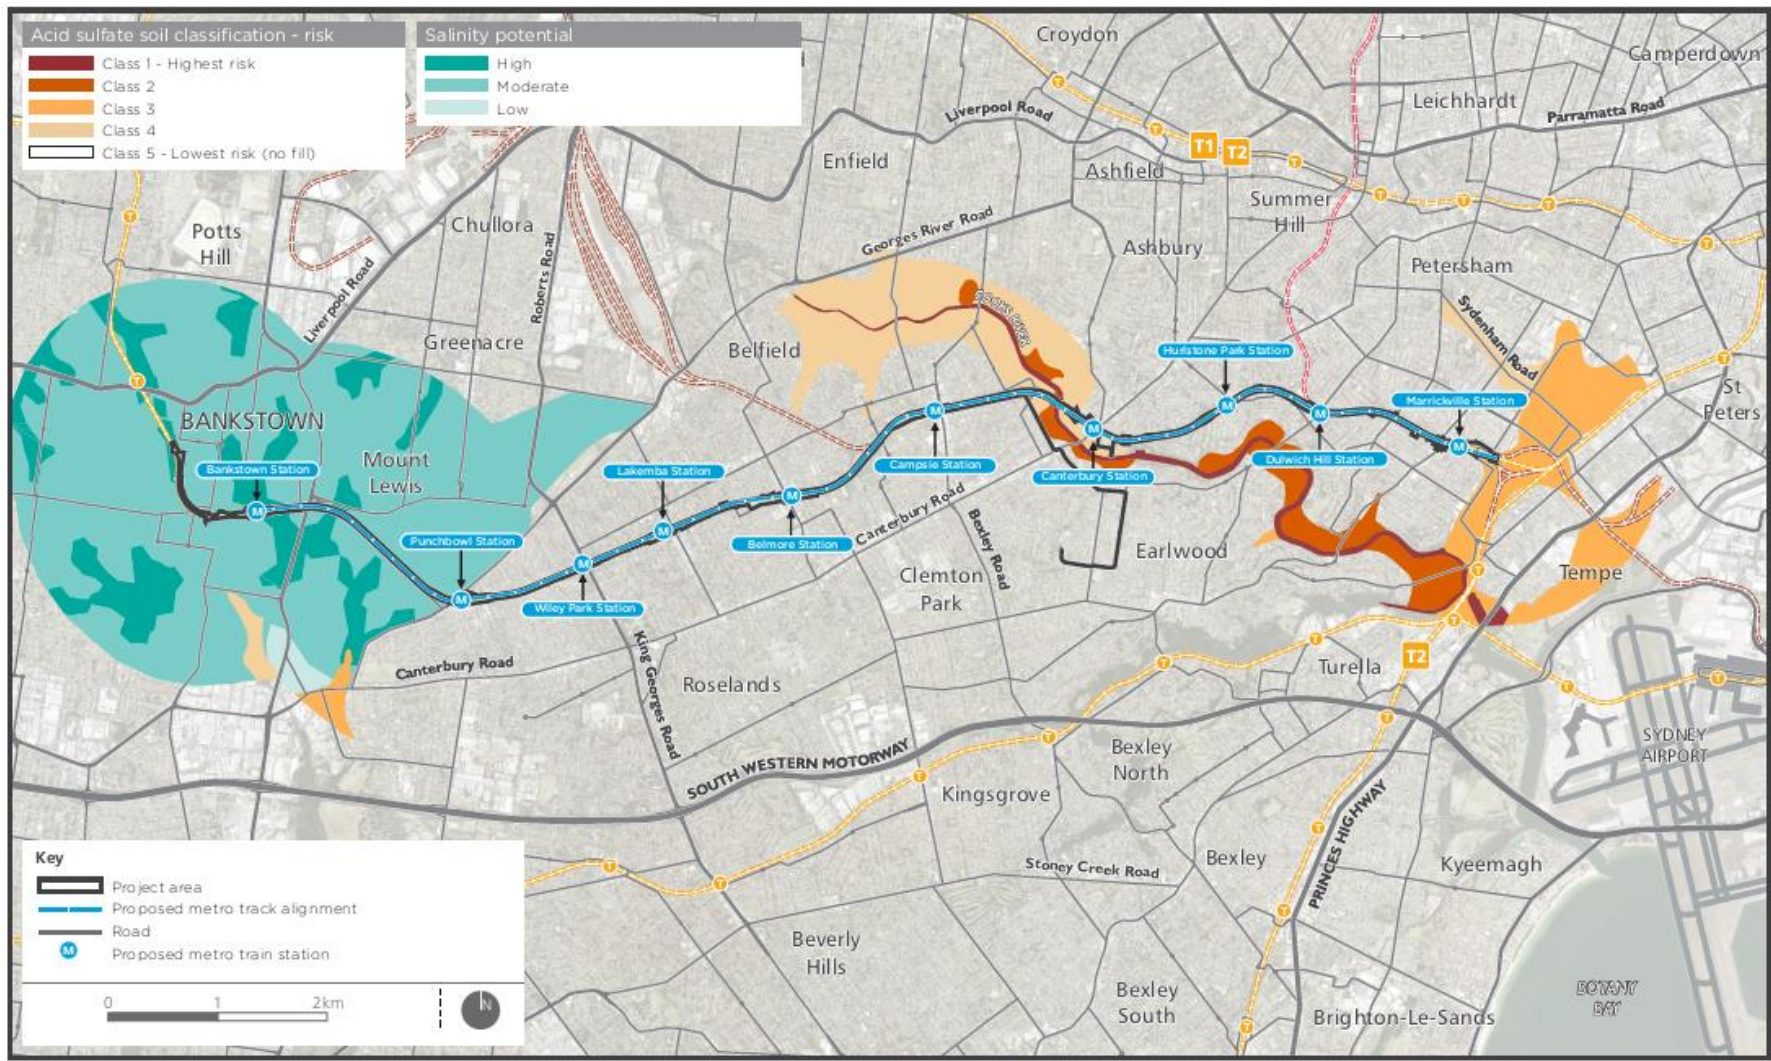 Acid sulfate soil classification - risk
Class 1 - Highest risk
Class 2
Class 3
Class 4
Class 5 - Lowest risk (no fill)
Salinity potential
High
Moderate
Low
Croydon
Camperdown
Leichhardt
Parramatta Road
Liverpool Road
T1
T2
Enfield
Ashfield
Summer
Hill
Potts
Hill
Chullora
Georges River Road
Ashbury
Petersham
Liverpool Road
Roberts Road
Greenacre
Belfield
COOKS RIVER
Sydenham Road
Hurlstone Park Station
St
Peters
Marrickville Station
BANKSTOWN
Mount
Lewis
Bankstown Station
Lakemba Station
Campsie Station
Canterbury Station
Dulwich Hill Station
Punchbowl Station
Belmore Station
Canterbury Road
Bexley Road
Earlwood
Clemton
Park
Tempe
Wiley Park Station
Canterbury Road
King Georges Road
Roselands
Turella
T2
SOUTH WESTERN MOTORWAY
Bexley
North
SYDNEY
AIRPORT
Kingsgrove
PRINCES HIGHWAY
Stoney Creek Road
Bexley
Kyeemagh
Beverly
Hills
Bexley
South
Brighton-Le-Sands
BOTANY
BAY
Key
Project area
Proposed metro track alignment
Road
M
Proposed metro train station
0 1 2km
N